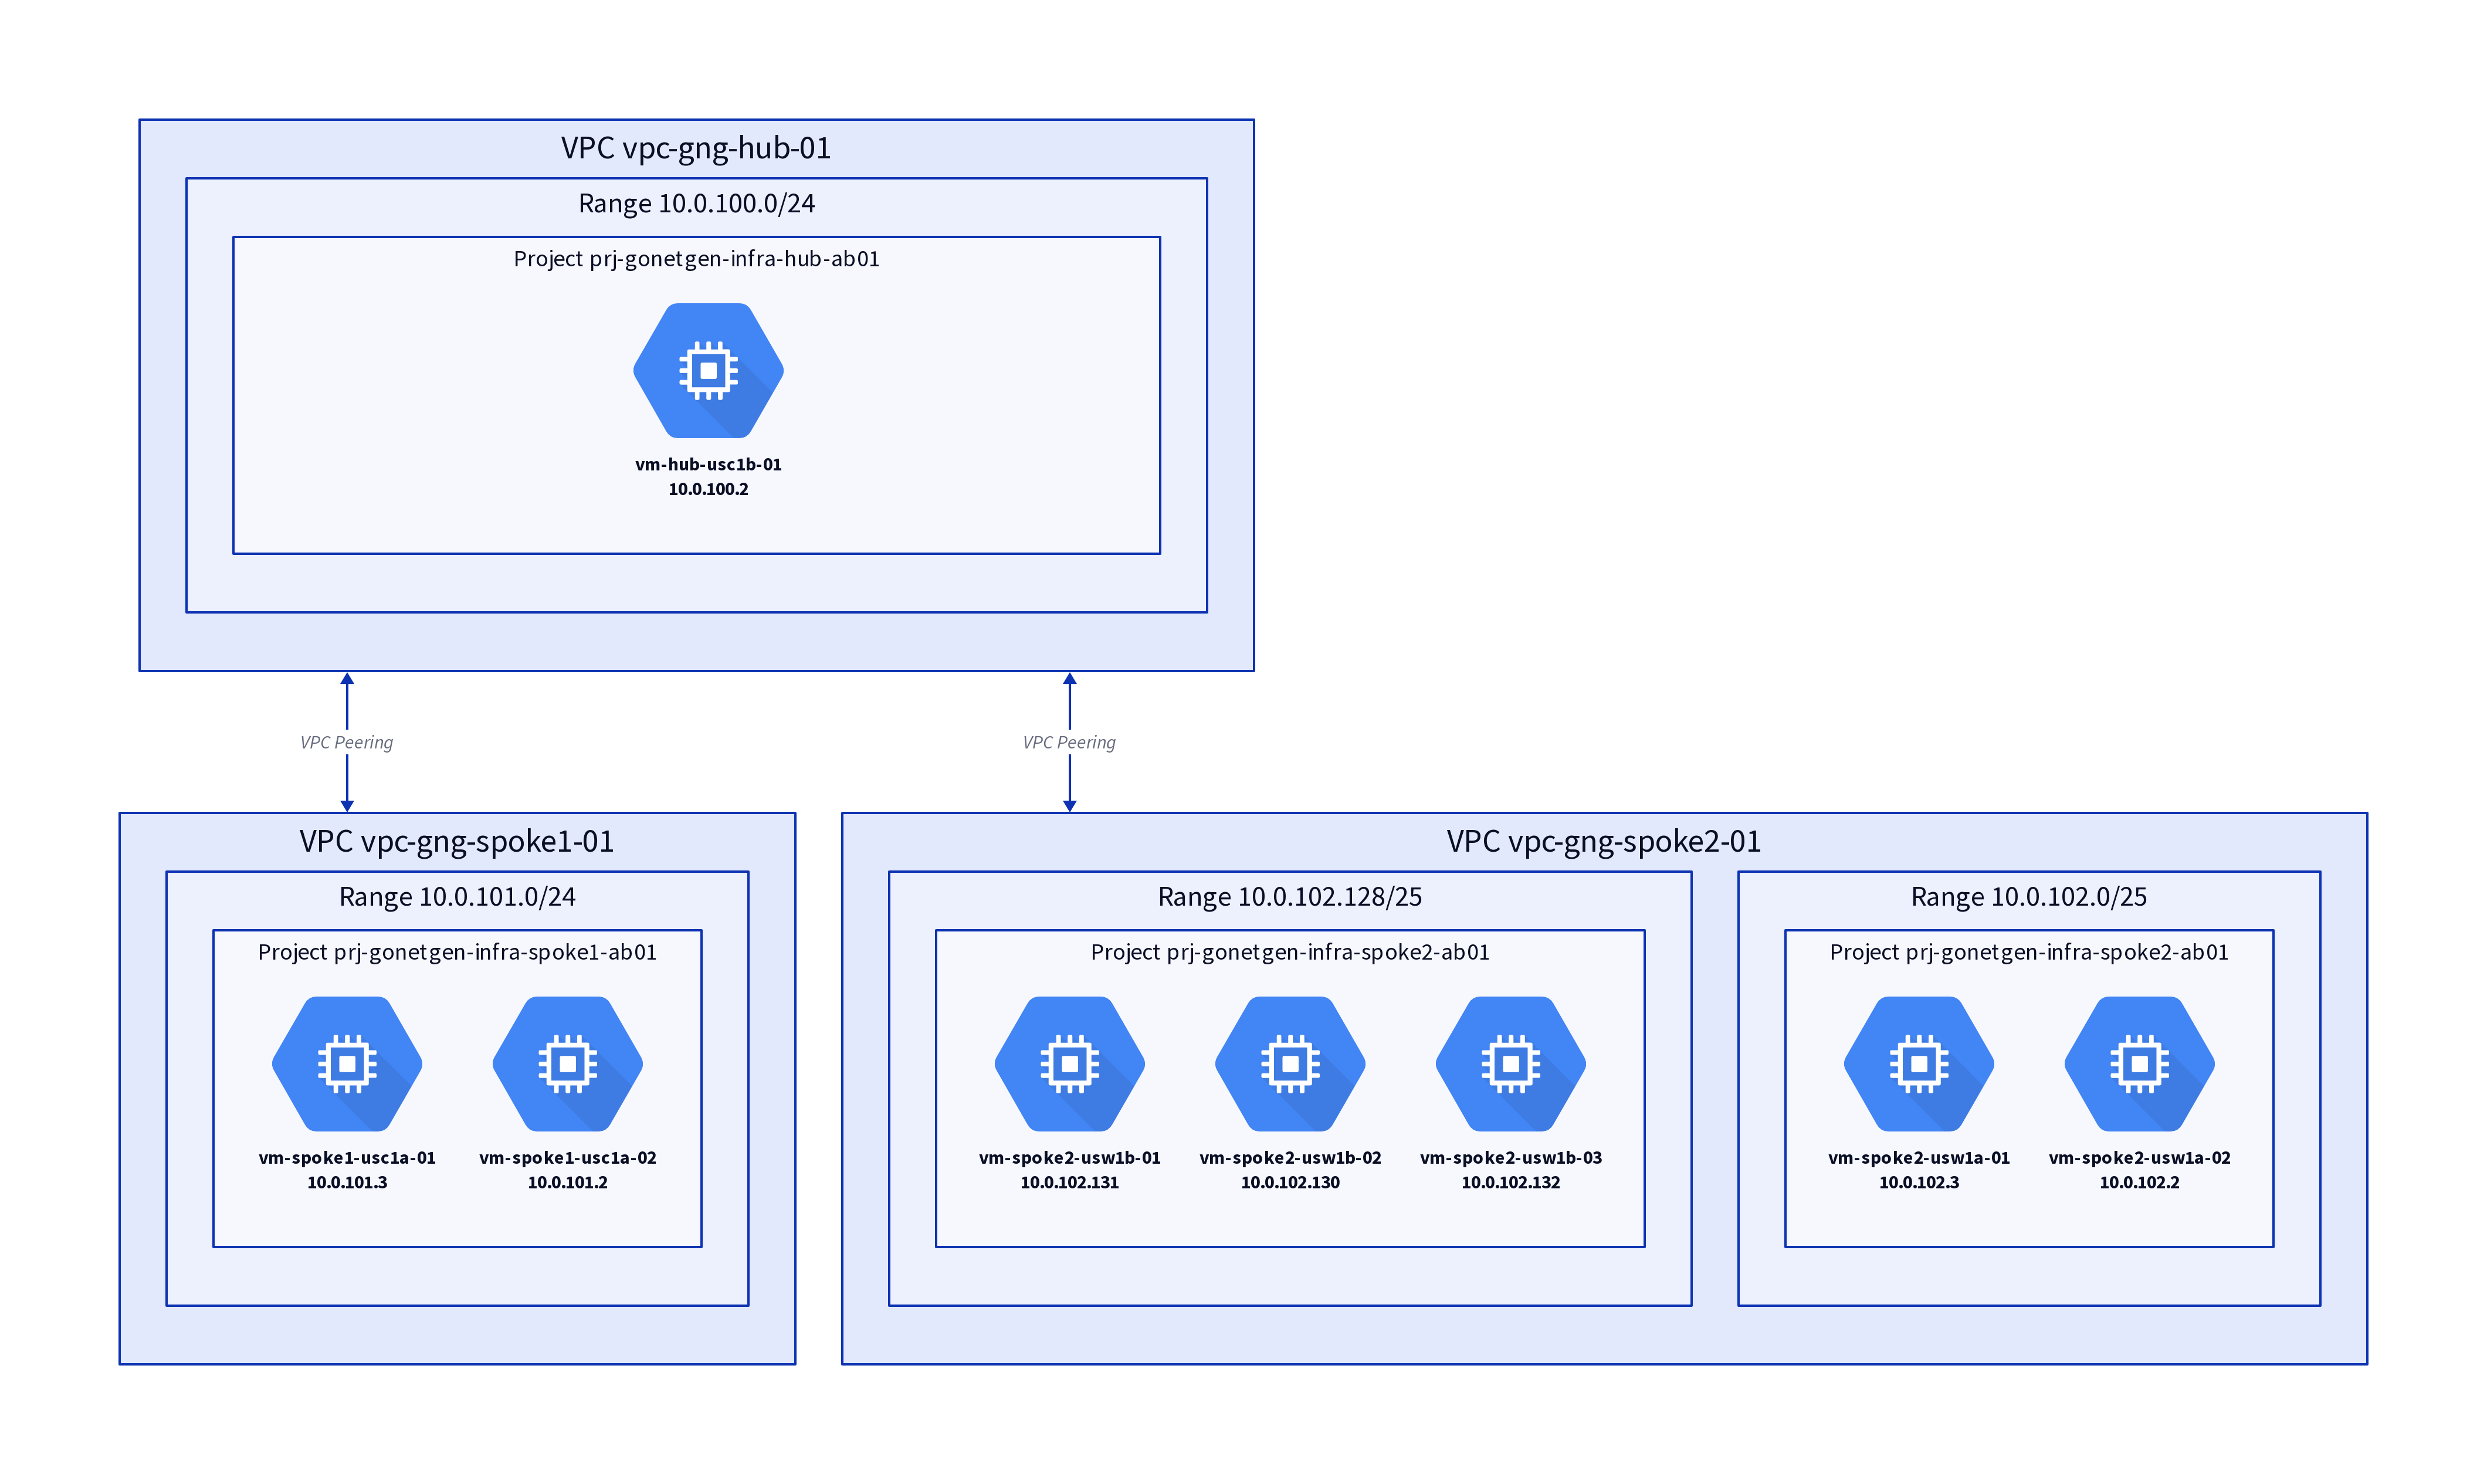 VPC vpc-gng-hub-01
Range 10.0.100.0/24
Project prj-gonetgen-infra-hub-ab01
vm-hub-usc1b-01
10.0.100.2
VPC Peering
VPC Peering
VPC vpc-gng-spoke1-01
Range 10.0.101.0/24
Project prj-gonetgen-infra-spoke1-ab01
vm-spoke1-usc1a-01
10.0.101.3
vm-spoke1-usc1a-02
10.0.101.2
VPC vpc-gng-spoke2-01
Range 10.0.102.128/25
Project prj-gonetgen-infra-spoke2-ab01
vm-spoke2-usw1b-01
10.0.102.131
vm-spoke2-usw1b-02
10.0.102.130
vm-spoke2-usw1b-03
10.0.102.132
Range 10.0.102.0/25
Project prj-gonetgen-infra-spoke2-ab01
vm-spoke2-usw1a-01
10.0.102.3
vm-spoke2-usw1a-02
10.0.102.2